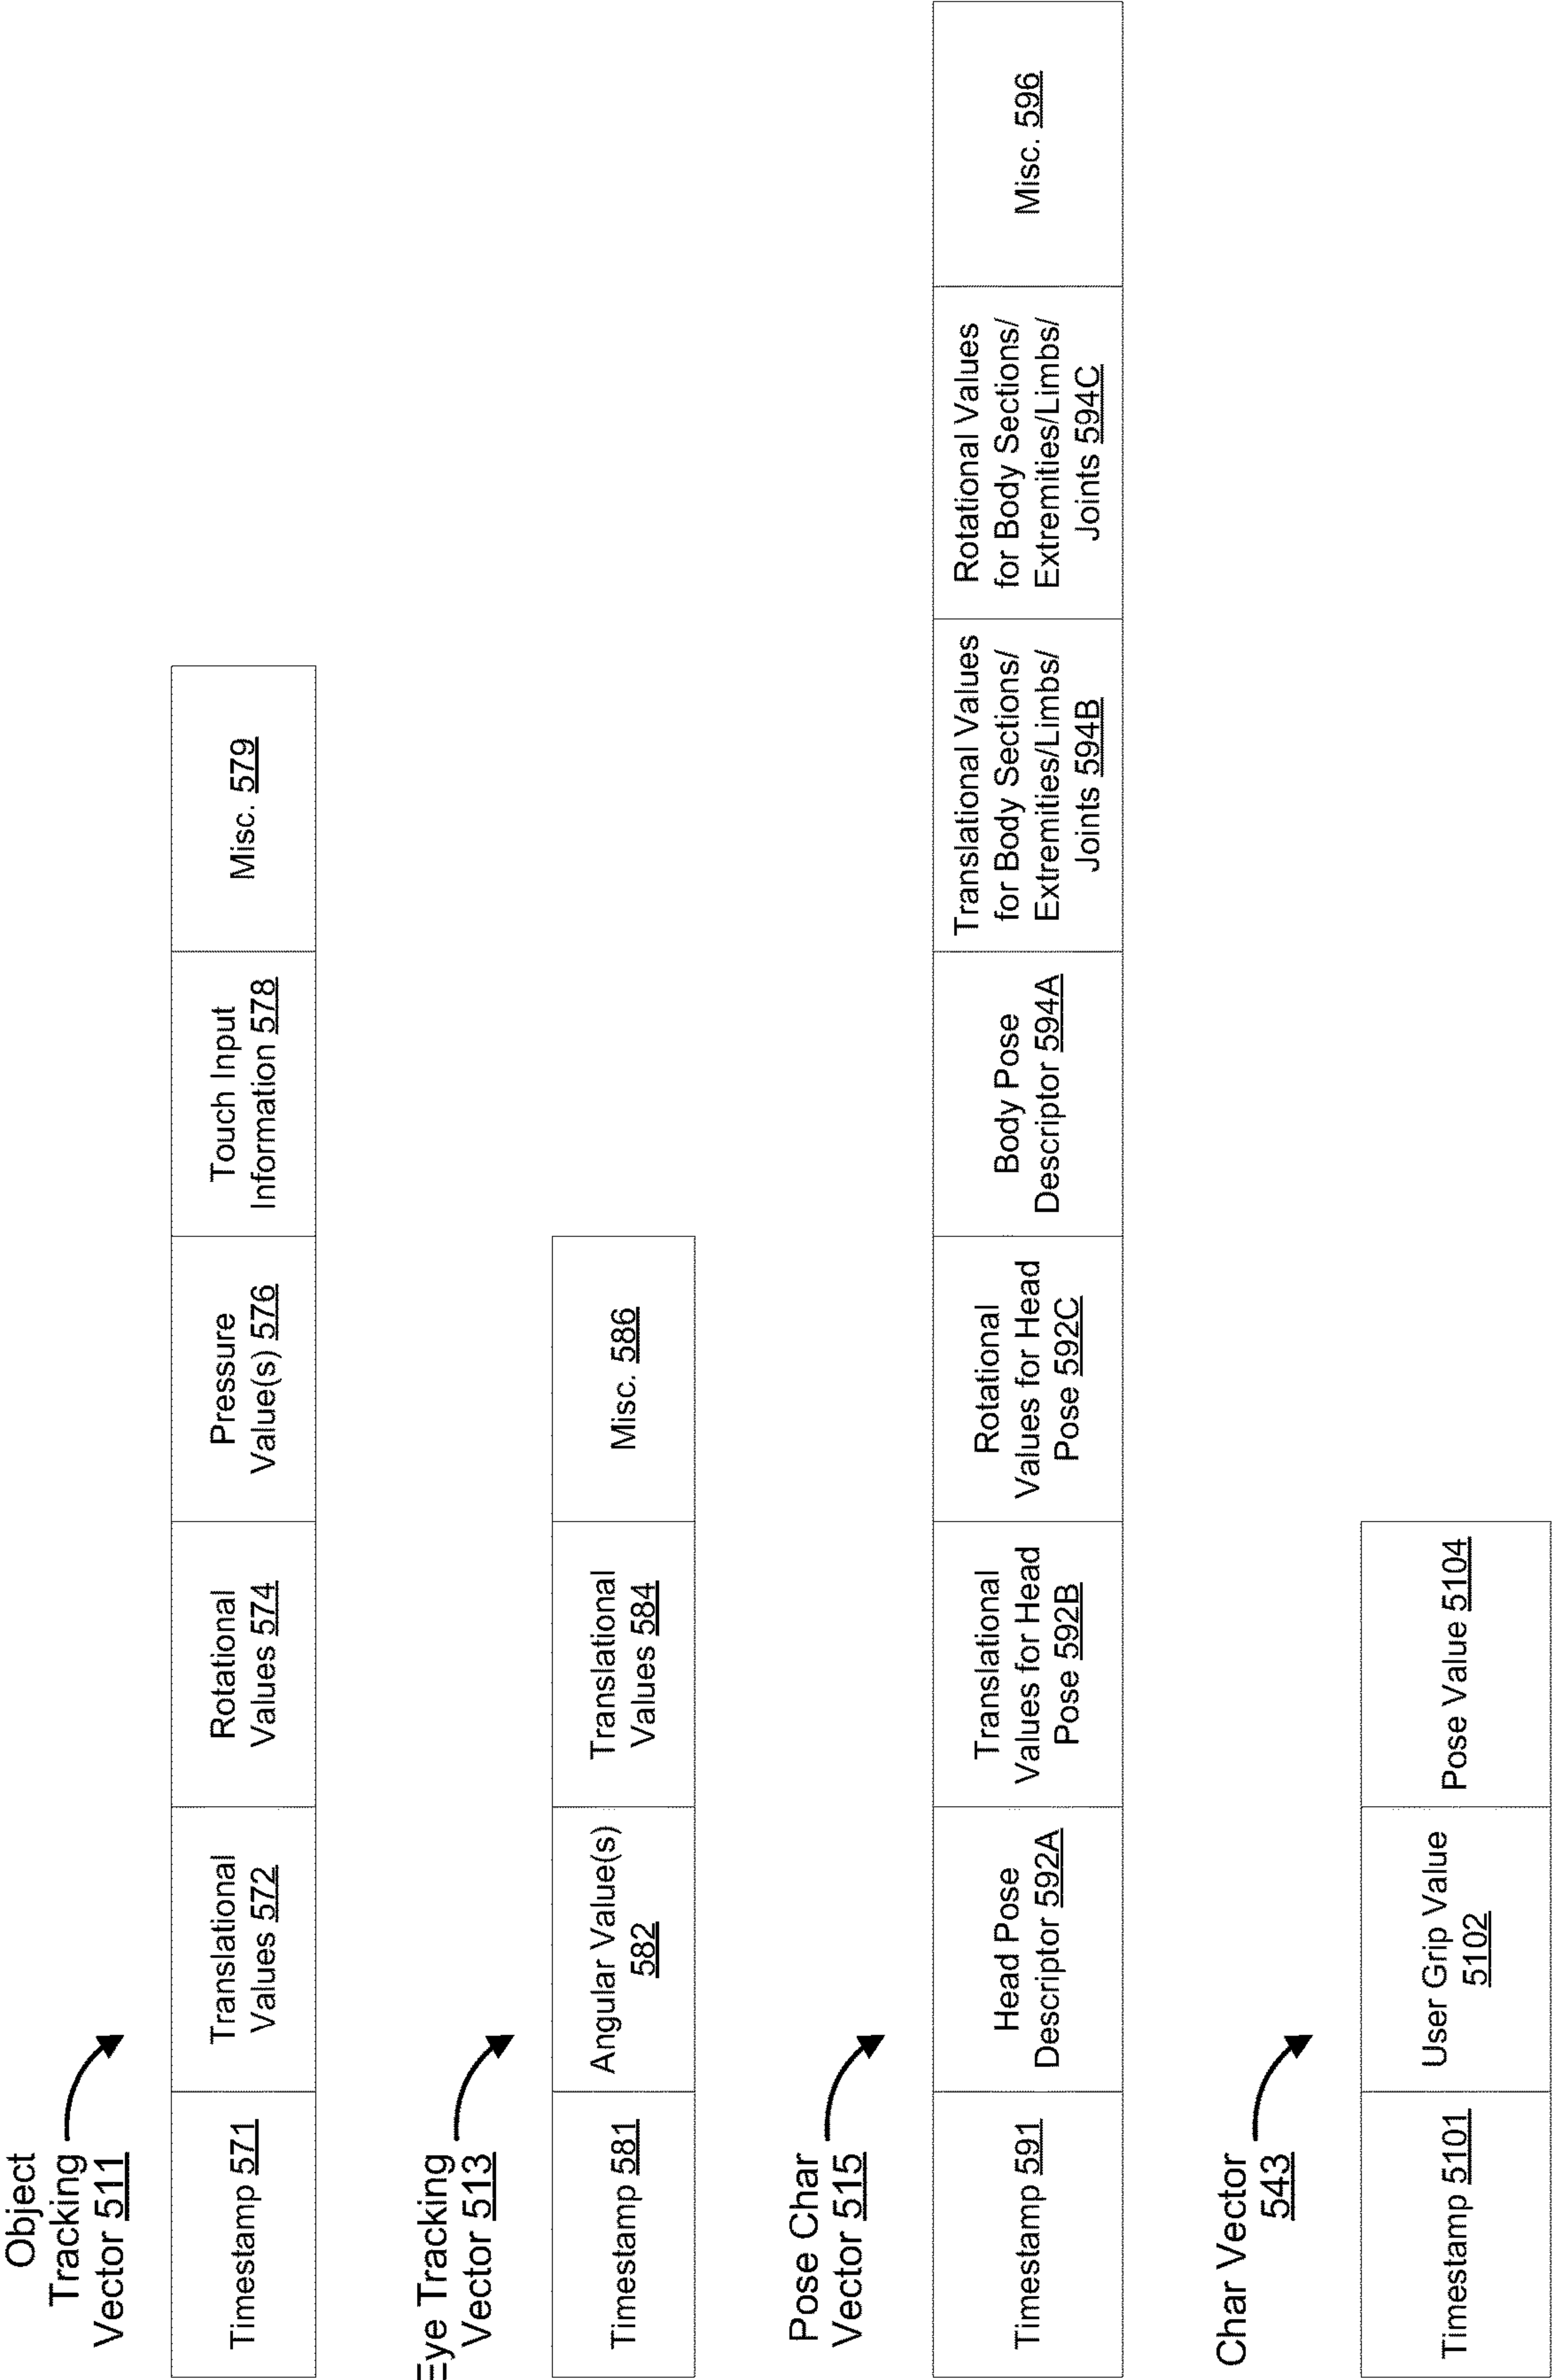 Object
Tracking
Vector 511
Timestamp 571
Translational
Values 572
Rotational
Values 574
Pressure
Value(s) 576
Touch Input
Information 578
Misc. 579
Eye Tracking
Vector 513
Timestamp 581
Angular Value(s)
582
Translational
Values 584
Misc. 586
Pose Char
Vector 515
Timestamp 591
Head Pose
Descriptor 592A
Translational
Values for Head
Pose 592B
Rotational
Values for Head
Pose 592C
Body Pose
Descriptor 594A
Translational Values
for Body Sections/
Extremities/Limbs/
Joints 594B
Rotational Values
for Body Sections/
Extremities/Limbs/
Joints 594C
Misc. 596
Char Vector
543
Timestamp 5101
User Grip Value
5102
Pose Value 5104